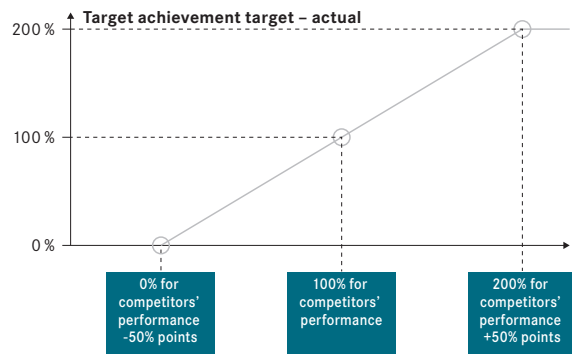 Target achievement target – actual
200 %
100 %
0 %
0% for
competitors'
performance
-50% points
100% for
competitors'
performance
200% for
competitors'
performance
+50% points